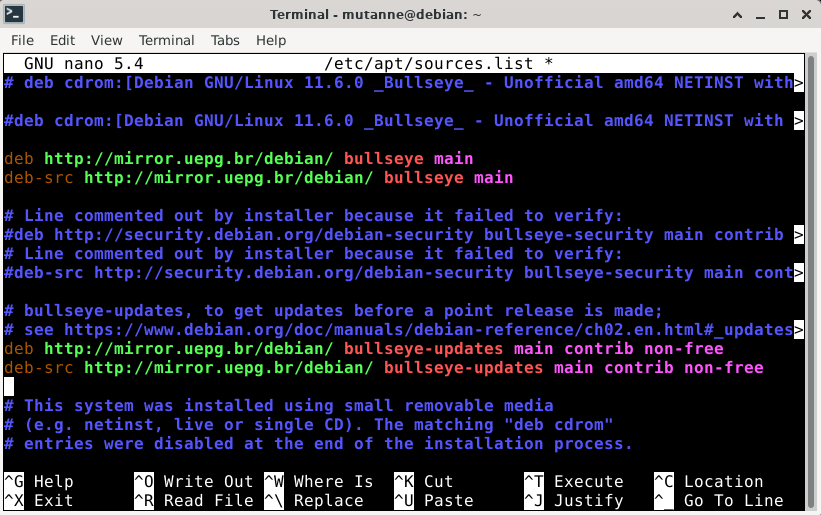 Terminal - mutanne@debian: ~
File Edit View Terminal Tabs Help
GNU nano 5.4 /etc/apt/sources.list *
# deb cdrom:[Debian GNU/Linux 11.6.0 _Bullseye_ - Unofficial amd64 NETINST with>
#deb cdrom:[Debian GNU/Linux 11.6.0 _Bullseye_ - Unofficial amd64 NETINST with >
deb http://mirror.uepg.br/debian/ bullseye main
deb-src http://mirror.uepg.br/debian/ bullseye main
# Line commented out by installer because it failed to verify:
#deb http://security.debian.org/debian-security bullseye-security main contrib >
# Line commented out by installer because it failed to verify:
#deb-src http://security.debian.org/debian-security bullseye-security main cont>
# bullseye-updates, to get updates before a point release is made;
# see https://www.debian.org/doc/manuals/debian-reference/ch02.en.html#_updates>
deb http://mirror.uepg.br/debian/ bullseye-updates main contrib non-free
deb-src http://mirror.uepg.br/debian/ bullseye-updates main contrib non-free
# This system was installed using small removable media
# (e.g. netinst, live or single CD). The matching "deb cdrom"
# entries were disabled at the end of the installation process.
^G Help ^O Write Out ^W Where Is ^K Cut ^T Execute ^C Location
^X Exit ^R Read File ^\ Replace ^U Paste ^J Justify ^_ Go To Line